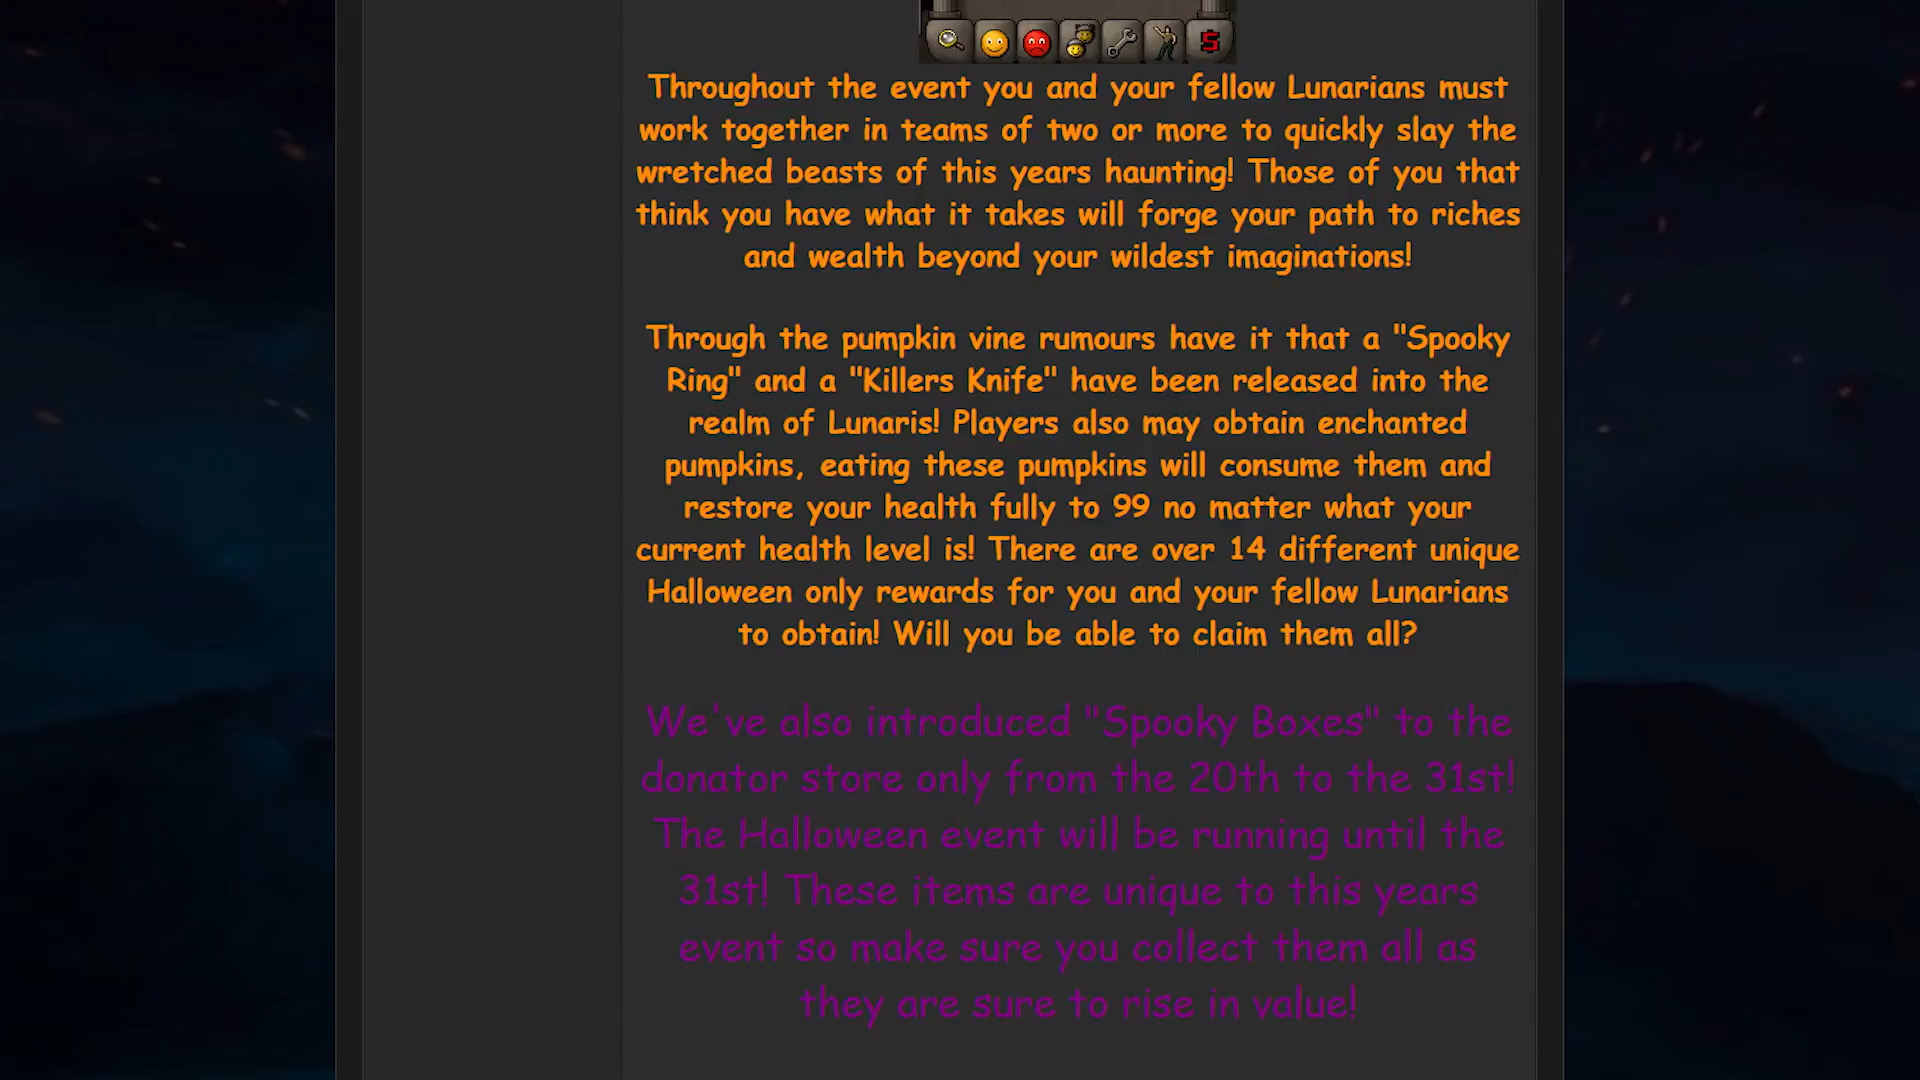 Throughout the event you and your fellow Lunarians must
work together in teams of two or more to quickly slay the
wretched beasts of this years haunting! Those of you that
think you have what it takes will forge your path to riches
and wealth beyond your wildest imaginations!
Through the pumpkin vine rumours have it that a "Spooky
Ring" and a "Killers Knife" have been released into the
realm of Lunaris! Players also may obtain enchanted
pumpkins, eating these pumpkins will consume them and
restore your health fully to 99 no matter what your
current health level is! There are over 14 different unique
Halloween only rewards for you and your fellow Lunarians
to obtain! Will you be able to claim them all?
We've also introduced "Spooky Boxes" to the
donator store only from the 20th to the 31st!
The Halloween event will be running until the
31st! These items are unique to this years
event so make sure you collect them all as
they are sure to rise in value!